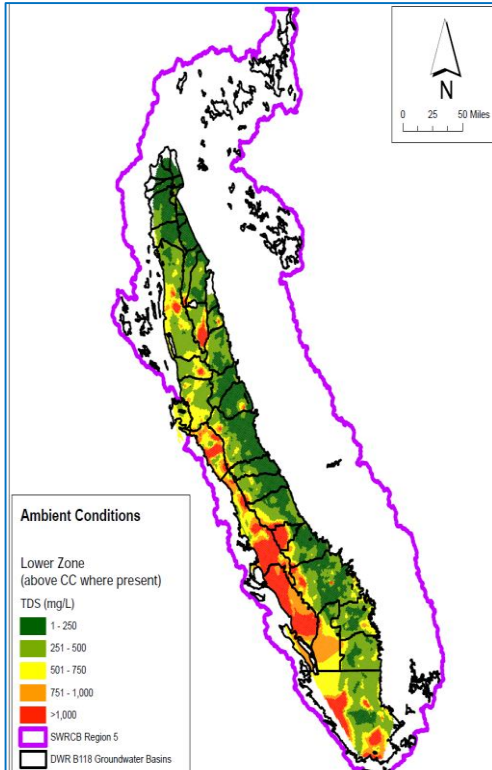 N
0 25 50 Miles
Ambient Conditions
Lower Zone
(above CC where present)
TDS (mg/L)
1 - 250
251 - 500
501 - 750
751 - 1,000
>1,000
SWRCB Region 5
DWR B118 Groundwater Basins